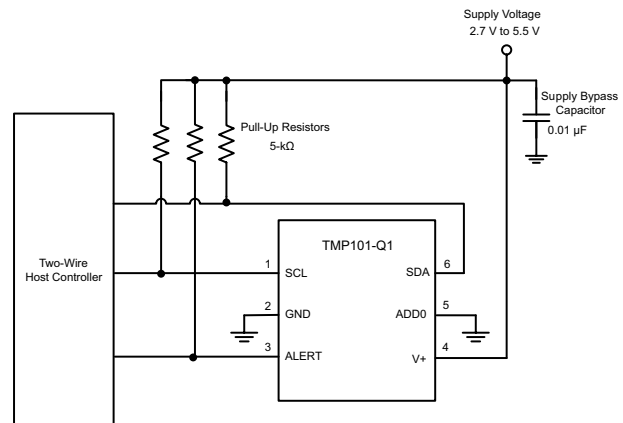 Supply Voltage
2.7 V to 5.5 V
Supply Bypass
Capacitor
0.01 µF
Pull-Up Resistors
5-kΩ
Two-Wire
Host Controller
TMP101-Q1
1
SCL
SDA
6
2
GND
ADD0
5
3
ALERT
V+
4